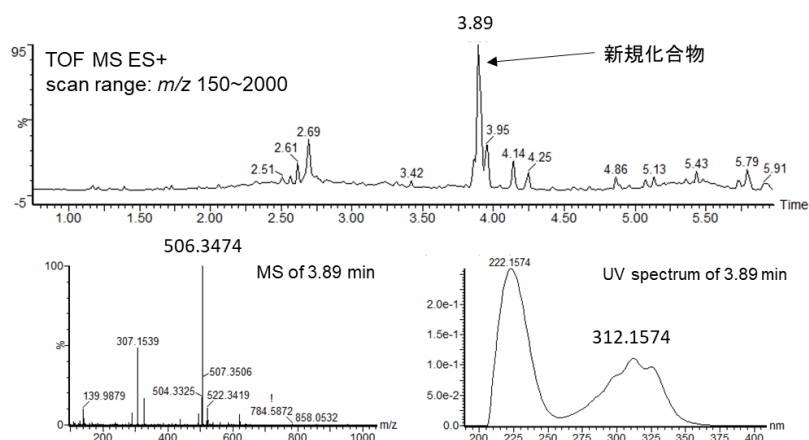 3.89
95
TOF MS ES+
scan range: m/z 150~2000
新規化合物
%
2.51
2.61
2.69
3.42
3.95
4.14
4.25
4.86
5.13
5.43
5.79
5.91
-5
1.00 1.50 2.00 2.50 3.00 3.50 4.00 4.50 5.00 5.50
Time
506.3474
100
MS of 3.89 min
%
307.1539
507.3506
139.9879
504.3325
522.3419
!
784.5872
858.0532
0
200 400 600 800 1000
m/z
222.1574
UV spectrum of 3.89 min
312.1574
2.0e-1
1.5e-1
1.0e-1
5.0e-2
0.0
200 225 250 275 300 325 350 375 400
nm